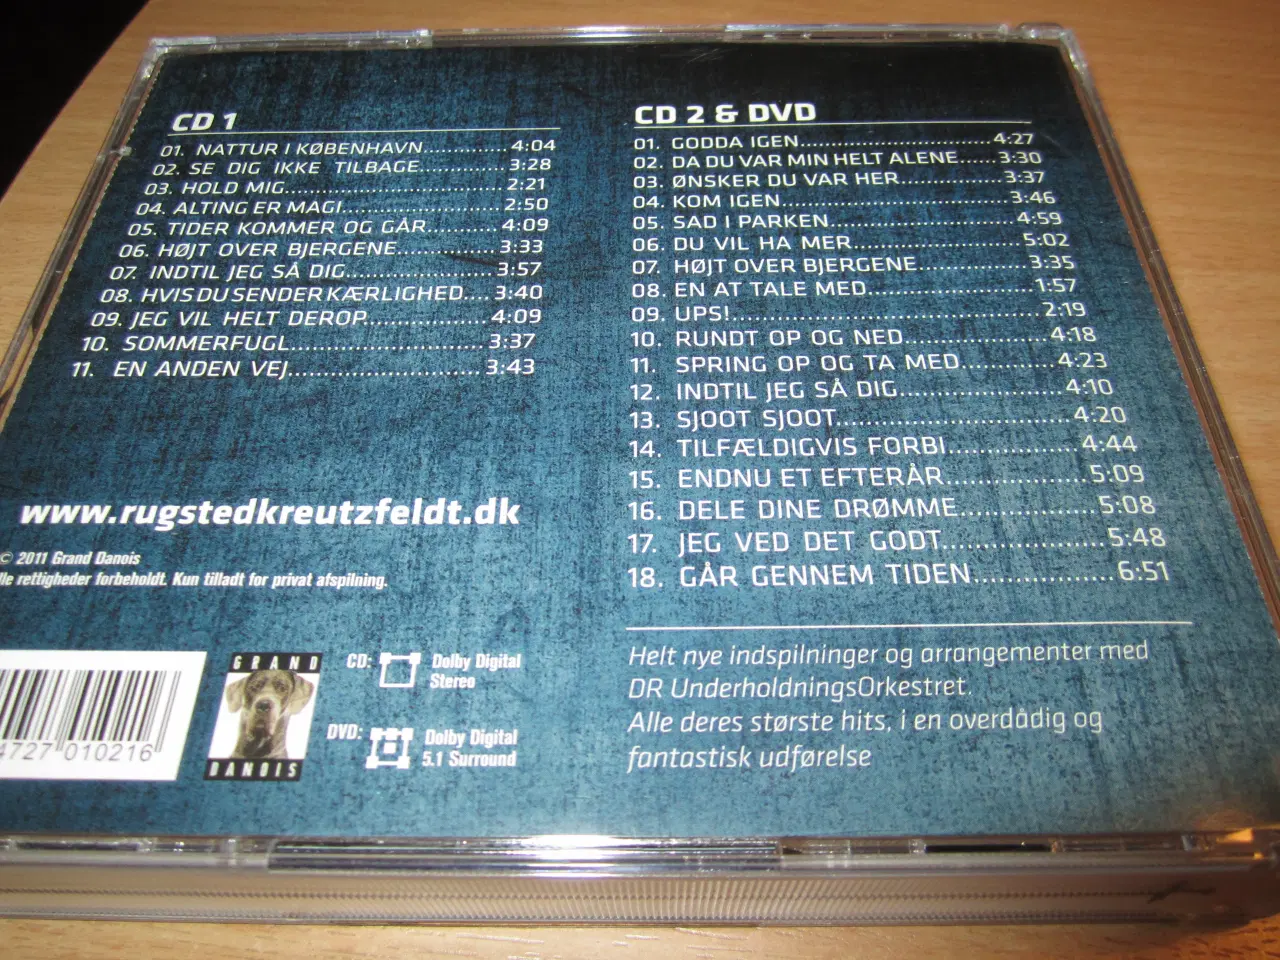 CD 1
01. NATTUR I KØBENHAVN............4:04
02. SE DIG IKKE TILBAGE............3:28
03. HOLD MIG..............................2:21
04. ALTING ER MAGI.....................2:50
05. TIDER KOMMER OG GÅR..........4:09
06. HØJT OVER BJERGENE.............3:33
07. INDTIL JEG SÅ DIG..................3:57
08. HVIS DU SENDER KÆRLIGHED....3:40
09. JEG VIL HELT DEROP...............4:09
10. SOMMERFUGL.........................3:37
11. EN ANDEN VEJ........................3:43
www.rugstedkreutzfeldt.dk
© 2011 Grand Danois
lle rettigheder forbeholdt. Kun tilladt for privat afspilning.
4727 010216
GRAND
DANOIS
CD: Dolby Digital
Stereo
DVD: Dolby Digital
5.1 Surround
CD 2 & DVD
01. GODDA IGEN.........................4:27
02. DA DU VAR MIN HELT ALENE.....3:30
03. ØNSKER DU VAR HER..............3:37
04. KOM IGEN.............................3:46
05. SAD I PARKEN.......................4:59
06. DU VIL HA MER.....................5:02
07. HØJT OVER BJERGENE............3:35
08. EN AT TALE MED...................1:57
09. UPS!....................................2:19
10. RUNDT OP OG NED.................4:18
11. SPRING OP OG TA MED...........4:23
12. INDTIL JEG SÅ DIG.................4:10
13. SJOOT SJOOT........................4:20
14. TILFÆLDIGVIS FORBI..............4:44
15. ENDNU ET EFTERÅR...............5:09
16. DELE DINE DRØMME..............5:08
17. JEG VED DET GODT................5:48
18. GÅR GENNEM TIDEN...............6:51
Helt nye indspilninger og arrangementer med
DR UnderholdningsOrkestret.
Alle deres største hits, i en overdådig og
fantastisk udførelse